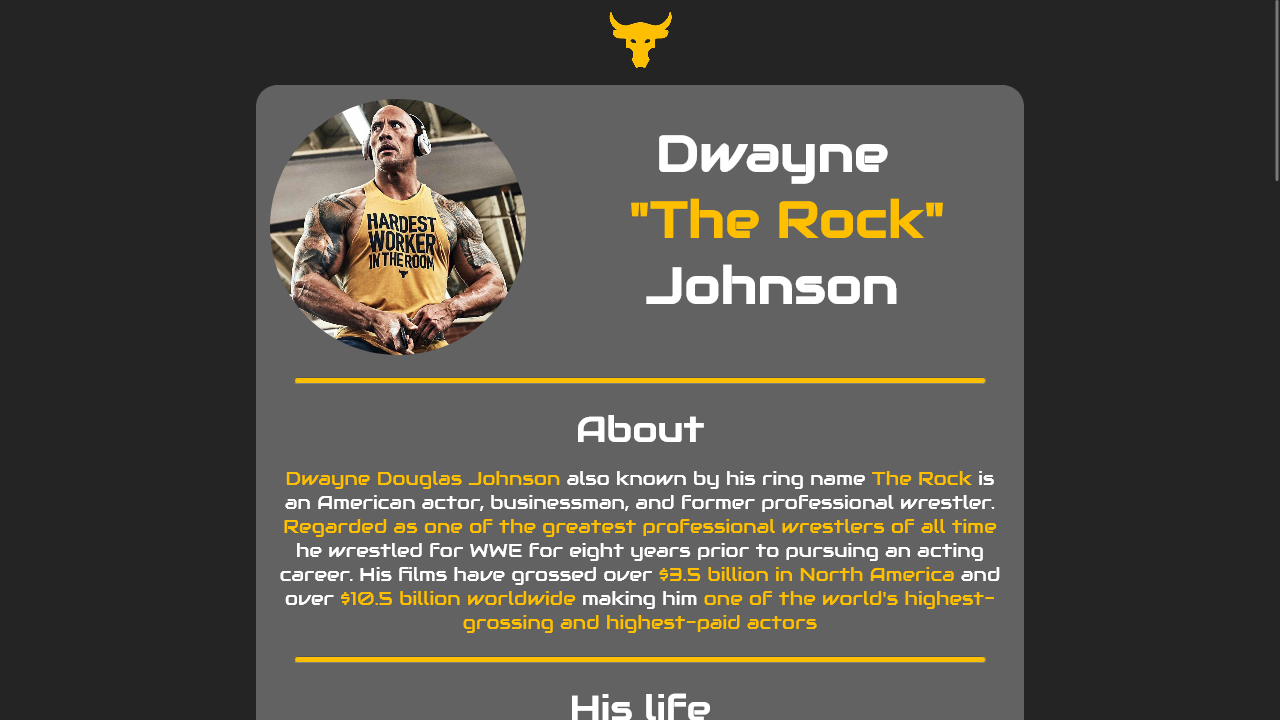 HARDEST
WORKER
IN THE ROOM
Dwayne
"The Rock"
Johnson
About
Dwayne Douglas Johnson also known by his ring name The Rock is
an American actor, businessman, and former professional wrestler.
Regarded as one of the greatest professional wrestlers of all time
he wrestled for WWE for eight years prior to pursuing an acting
career. His films have grossed over $3.5 billion in North America and
over $10.5 billion worldwide making him one of the world's highest-
grossing and highest-paid actors
His life